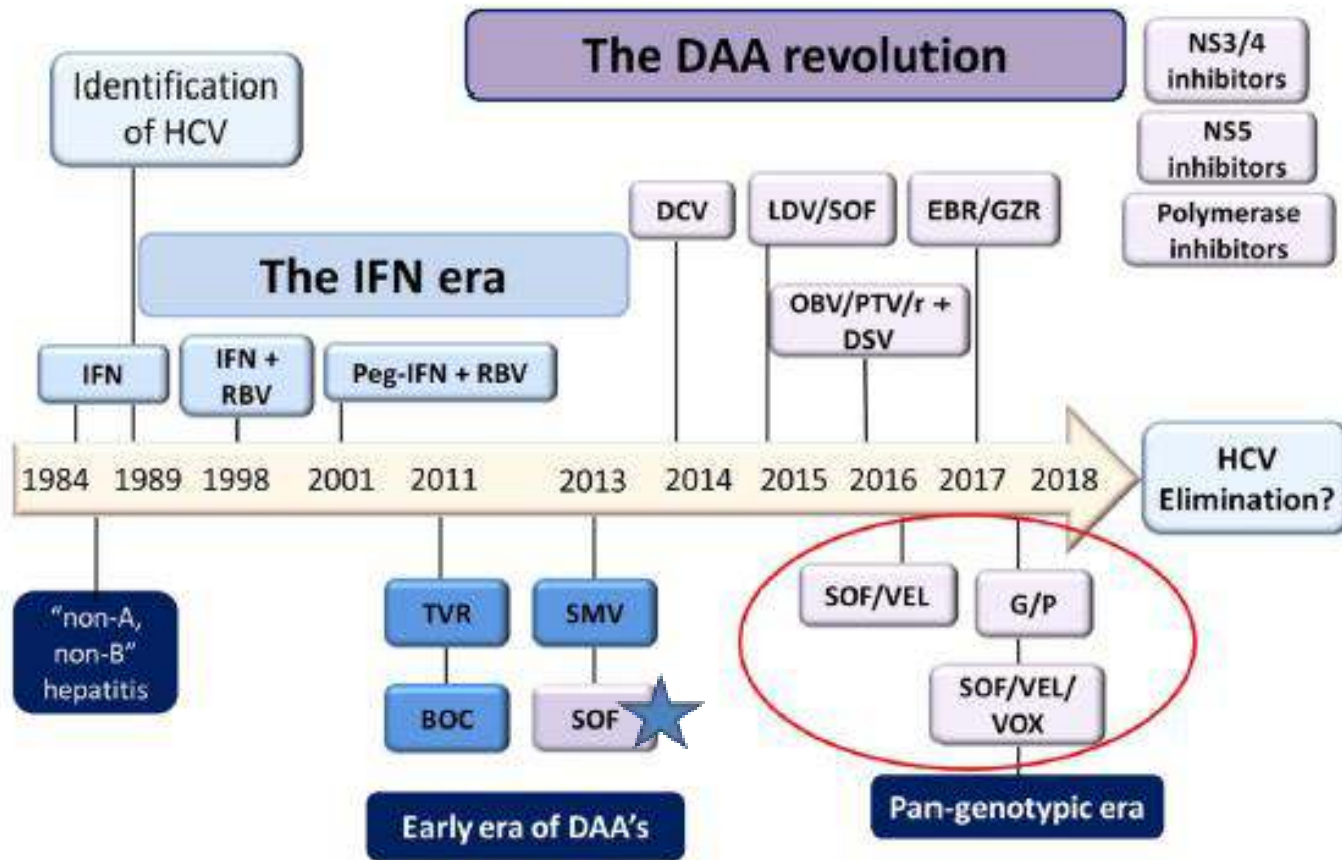 The DAA revolution
NS3/4
inhibitors
NS5
inhibitors
Polymerase
inhibitors
Identification
of HCV
DCV
LDV/SOF
EBR/GZR
The IFN era
OBV/PTV/r +
DSV
IFN
IFN +
RBV
Peg-IFN + RBV
1984 1989 1998 2001 2011 2013 2014 2015 2016 2017 2018
HCV
Elimination?
"non-A,
non-B"
hepatitis
TVR
SMV
SOF/VEL
G/P
BOC
SOF
SOF/VEL/
VOX
Early era of DAA's
Pan-genotypic era